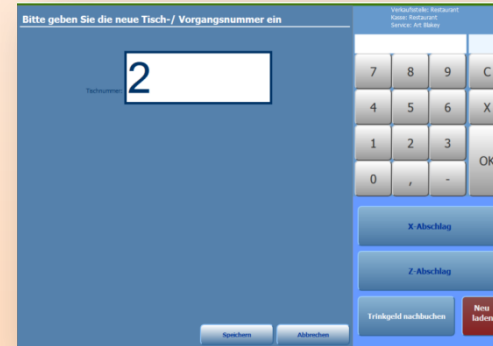 Bitte geben Sie die neue Tisch-/ Vorgangsnummer ein
Tischnummer:
2
Verkaufsstelle: Restaurant
Kasse: Restaurant
Service: Art Blakey
7 8 9 C
4 5 6 X
1 2 3
OK
0 , -
X-Abschlag
Z-Abschlag
Trinkgeld nachbuchen
Neu
laden
Speichern Abbrechen